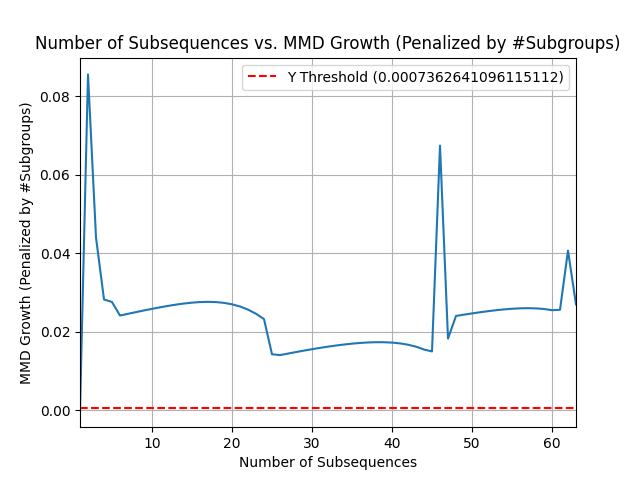 Number of Subsequences vs. MMD Growth (Penalized by #Subgroups)
Y Threshold (0.0007362641096115112)
MMD Growth (Penalized by #Subgroups)
0.08
0.06
0.04
0.02
0.00
10 20 30 40 50 60
Number of Subsequences